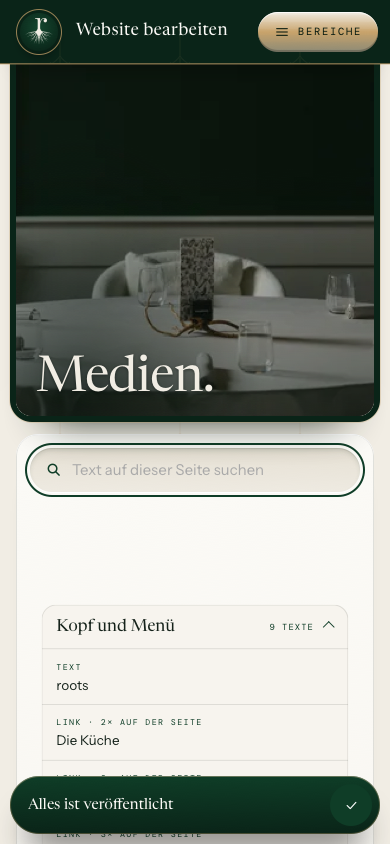 r
Website bearbeiten
BEREICHE
Medien.
Text auf dieser Seite suchen
Kopf und Menü
9 TEXTE
TEXT
roots
LINK · 2× AUF DER SEITE
Die Küche
Alles ist veröffentlicht
LINK · 3× AUF DER SEITE